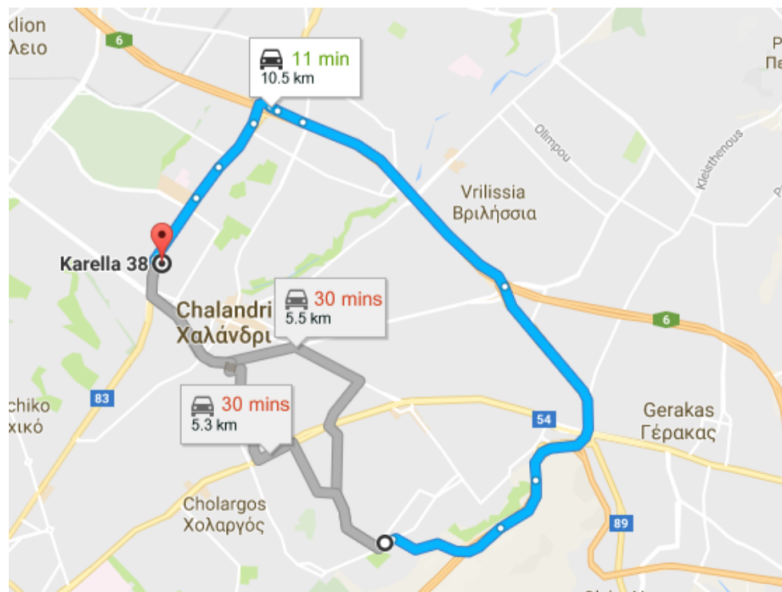 klion
λειο
6
11 min
10.5 km
Olimpou
Kleisthenous
Vrilissia
Βριλήσσια
Karella 38
Chalandri
Χαλάνδρι
30 mins
5.5 km
6
83
chiko
χικό
30 mins
5.3 km
54
Gerakas
Γέρακας
Cholargos
Χολαργός
89